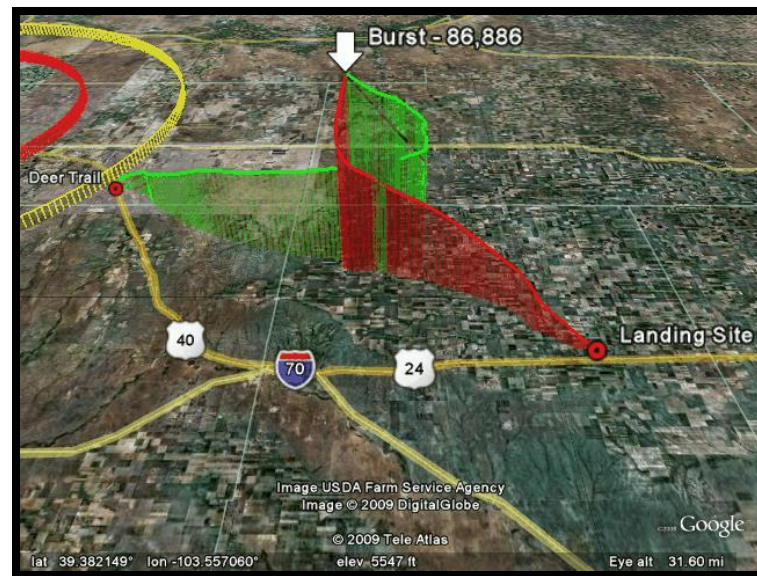 Burst - 86,886
Deer Trail
40
70
24
Landing Site
Image USDA Farm Service Agency
Image © 2009 DigitalGlobe
© 2009 Tele Atlas
Google
lat 39.382149° lon -103.557060° elev 5547 ft Eye alt 31.60 mi